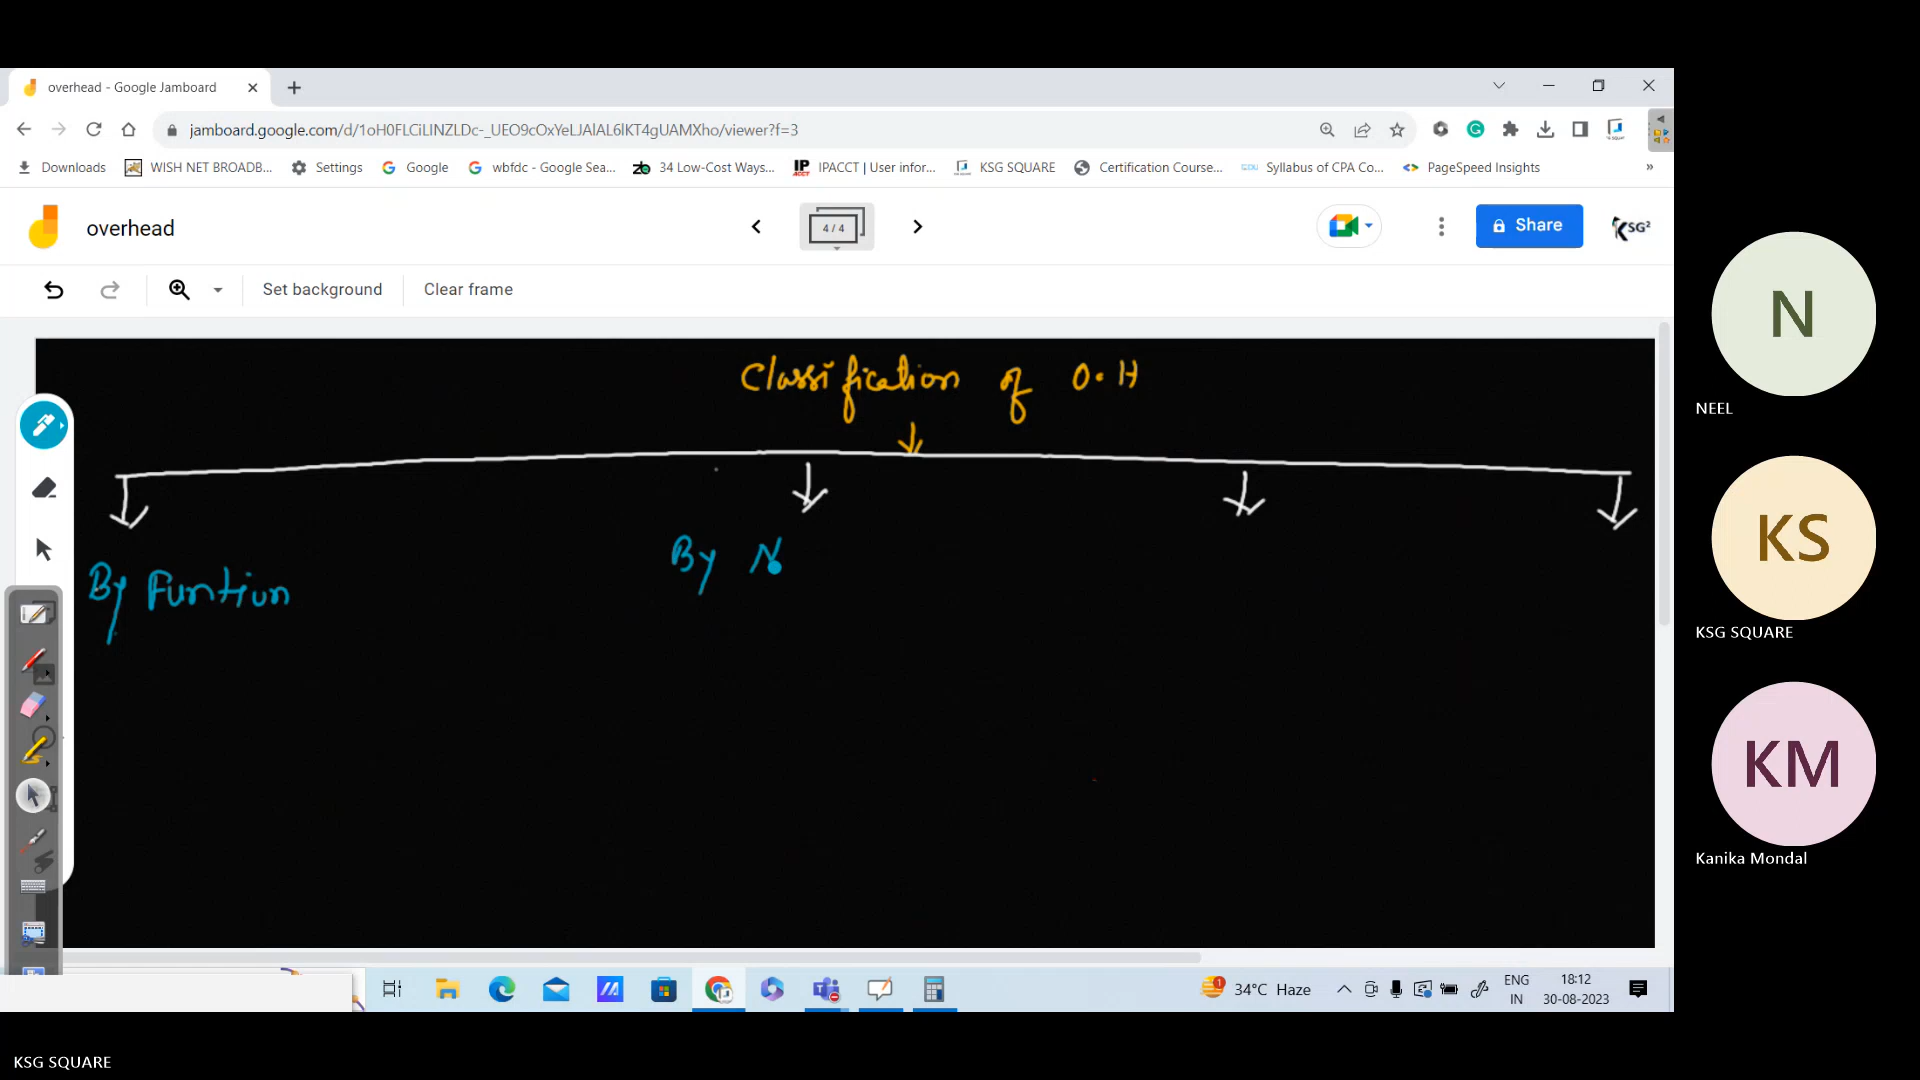 overhead - Google Jamboard
jamboard.google.com/d/1oH0FLCiLINZLDc-_UEO9cOxYeLJAlAL6lKT4gUAMXho/viewer?f=3
Downloads WISH NET BROADB... Settings Google wbfdc - Google Sea... 34 Low-Cost Ways... IPACCT | User infor... KSG SQUARE Certification Course... Syllabus of CPA Co... PageSpeed Insights »
overhead 4 / 4 Share KSG²
Set background Clear frame
Classification of O.H
By Funtiun By N
N
NEEL
KS
KSG SQUARE
KM
Kanika Mondal
34°C Haze ENG IN 18:12 30-08-2023
KSG SQUARE